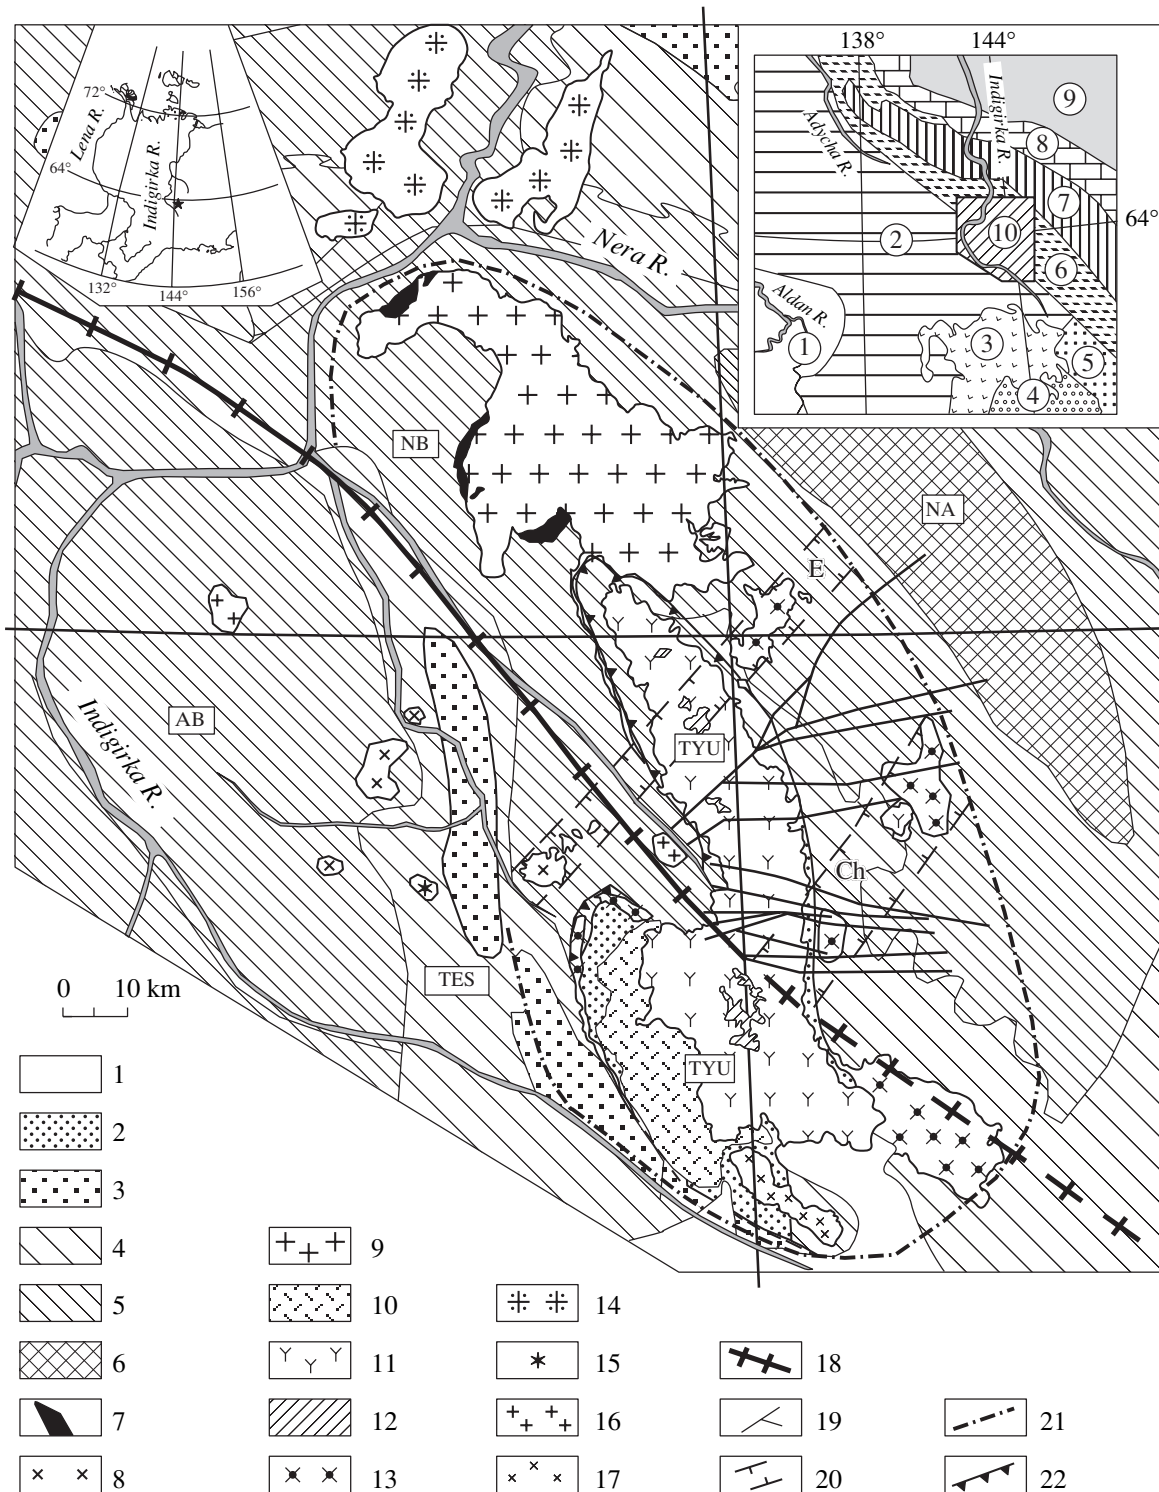 72°
64°
Lena R.
Indigirka R.
132°
144°
156°
138°
144°
Adycha R.
Indigirka R.
9
8
7
64°
10
2
6
Aldan R.
1
3
5
4
Nera R.
NB
NA
E
AB
Indigirka R.
TYU
Ch
TES
TYU
0 10 km
1
2
3
4
5
6
7
8
9
10
11
12
13
14
15
16
17
18
19
20
21
22